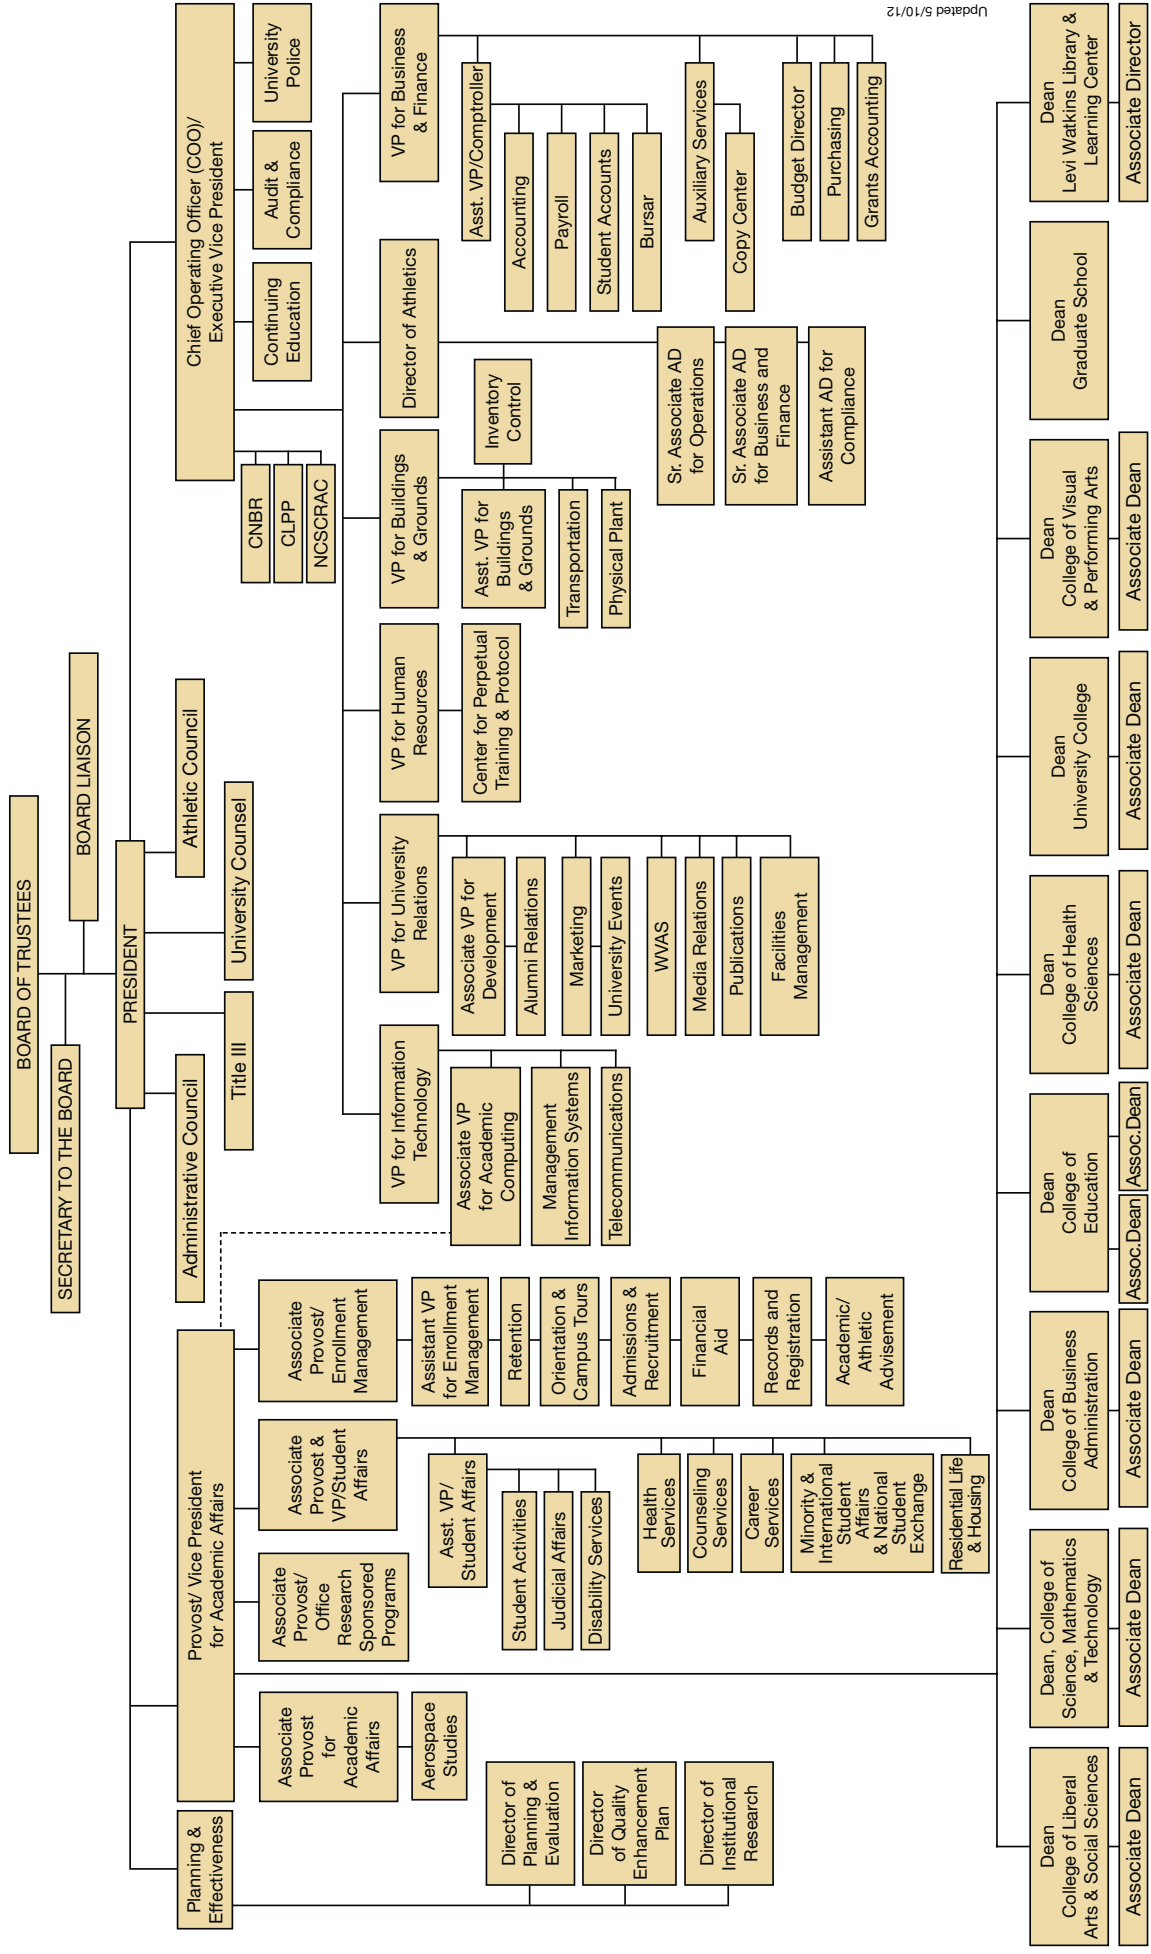 BOARD OF TRUSTEES
SECRETARY TO THE BOARD
BOARD LIAISON
PRESIDENT
Administrative Council
Athletic Council
Title III
University Counsel
Planning &
Effectiveness
Provost/ Vice President
for Academic Affairs
Chief Operating Officer (COO)/
Executive Vice President
Director of
Planning &
Evaluation
Director
of Quality
Enhancement
Plan
Director of
Institutional
Research
Associate
Provost
for
Academic
Affairs
Aerospace
Studies
Associate
Provost/
Office
Research
Sponsored
Programs
Associate
Provost &
VP/Student
Affairs
Asst. VP/
Student Affairs
Student Activities
Judicial Affairs
Disability Services
Health
Services
Counseling
Services
Career
Services
Minority &
International
Student
Affairs
& National
Student
Exchange
Residential Life
& Housing
Associate
Provost/
Enrollment
Management
Assistant VP
for Enrollment
Management
Retention
Orientation &
Campus Tours
Admissions &
Recruitment
Financial
Aid
Records and
Registration
Academic/
Athletic
Advisement
CNBR
CLPP
NCSCRAC
Continuing
Education
Audit &
Compliance
University
Police
VP for Information
Technology
Associate VP
for Academic
Computing
Management
Information Systems
Telecommunications
VP for University
Relations
Associate VP for
Development
Alumni Relations
Marketing
University Events
WVAS
Media Relations
Publications
Facilities
Management
VP for Human
Resources
Center for Perpetual
Training & Protocol
VP for Buildings
& Grounds
Inventory
Control
Asst. VP for
Buildings
& Grounds
Transportation
Physical Plant
Director of Athletics
Sr. Associate AD
for Operations
Sr. Associate AD
for Business and
Finance
Assistant AD for
Compliance
VP for Business
& Finance
Asst. VP/Comptroller
Accounting
Payroll
Student Accounts
Bursar
Auxiliary Services
Copy Center
Budget Director
Purchasing
Grants Accounting
Updated 5/10/12
Dean
College of Liberal
Arts & Social Sciences
Associate Dean
Dean, College of
Science, Mathematics
& Technology
Associate Dean
Dean
College of Business
Administration
Associate Dean
Dean
College of
Education
Assoc.Dean
Assoc.Dean
Dean
College of Health
Sciences
Associate Dean
Dean
University College
Associate Dean
Dean
College of Visual
& Performing Arts
Associate Dean
Dean
Graduate School
Dean
Levi Watkins Library &
Learning Center
Associate Director